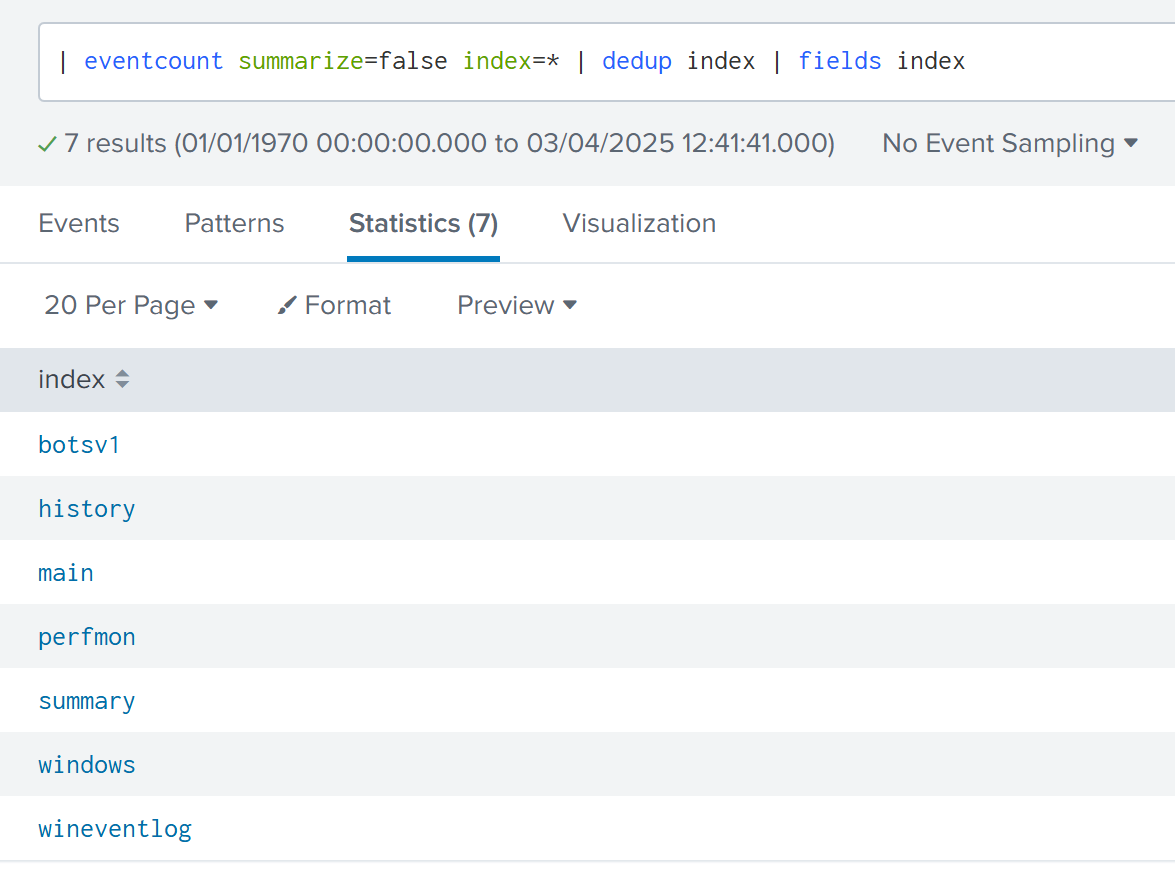 | eventcount summarize=false index=* | dedup index | fields index
7 results (01/01/1970 00:00:00.000 to 03/04/2025 12:41:41.000) No Event Sampling
Events Patterns Statistics (7) Visualization
20 Per Page Format Preview
index
botsv1
history
main
perfmon
summary
windows
wineventlog